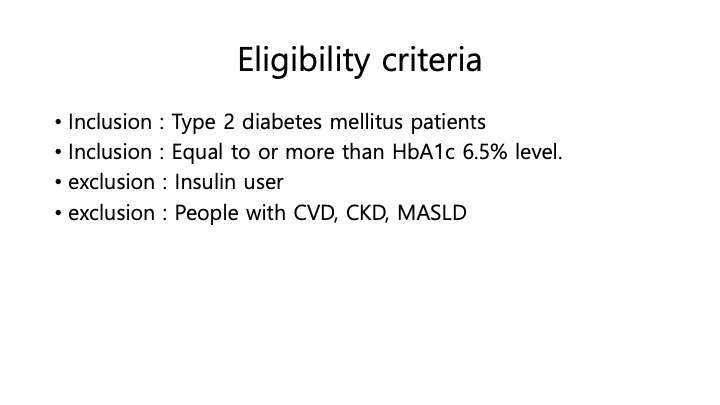 Eligibility criteria
• Inclusion : Type 2 diabetes mellitus patients
• Inclusion : Equal to or more than HbA1c 6.5% level.
• exclusion : Insulin user
• exclusion : People with CVD, CKD, MASLD